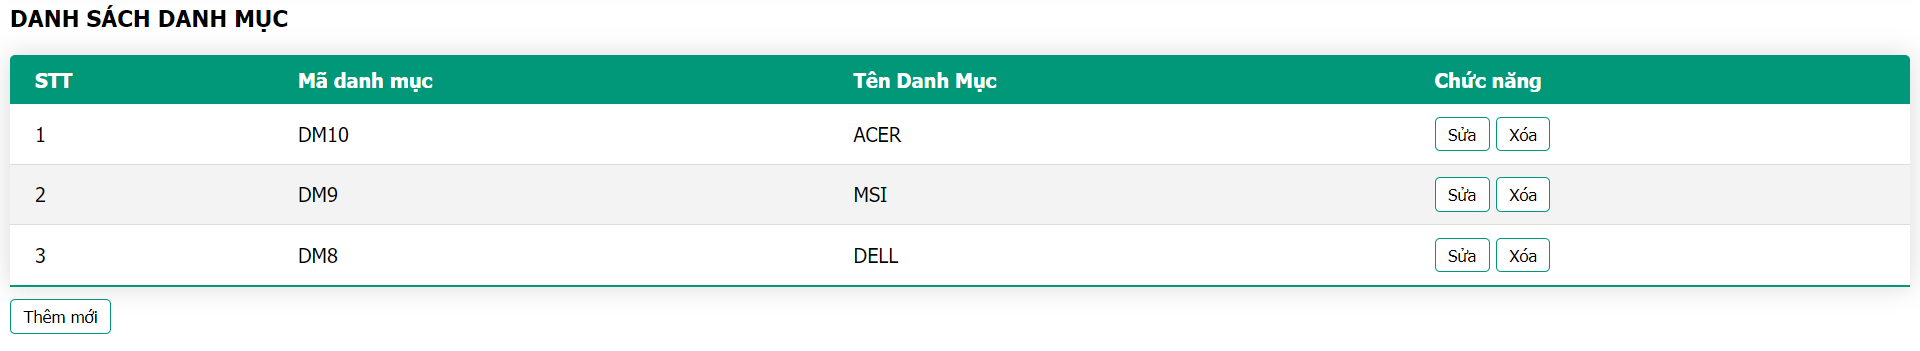 DANH SÁCH DANH MỤC
STT Mã danh mục Tên Danh Mục Chức năng
1 DM10 ACER Sửa Xóa
2 DM9 MSI Sửa Xóa
3 DM8 DELL Sửa Xóa
Thêm mới